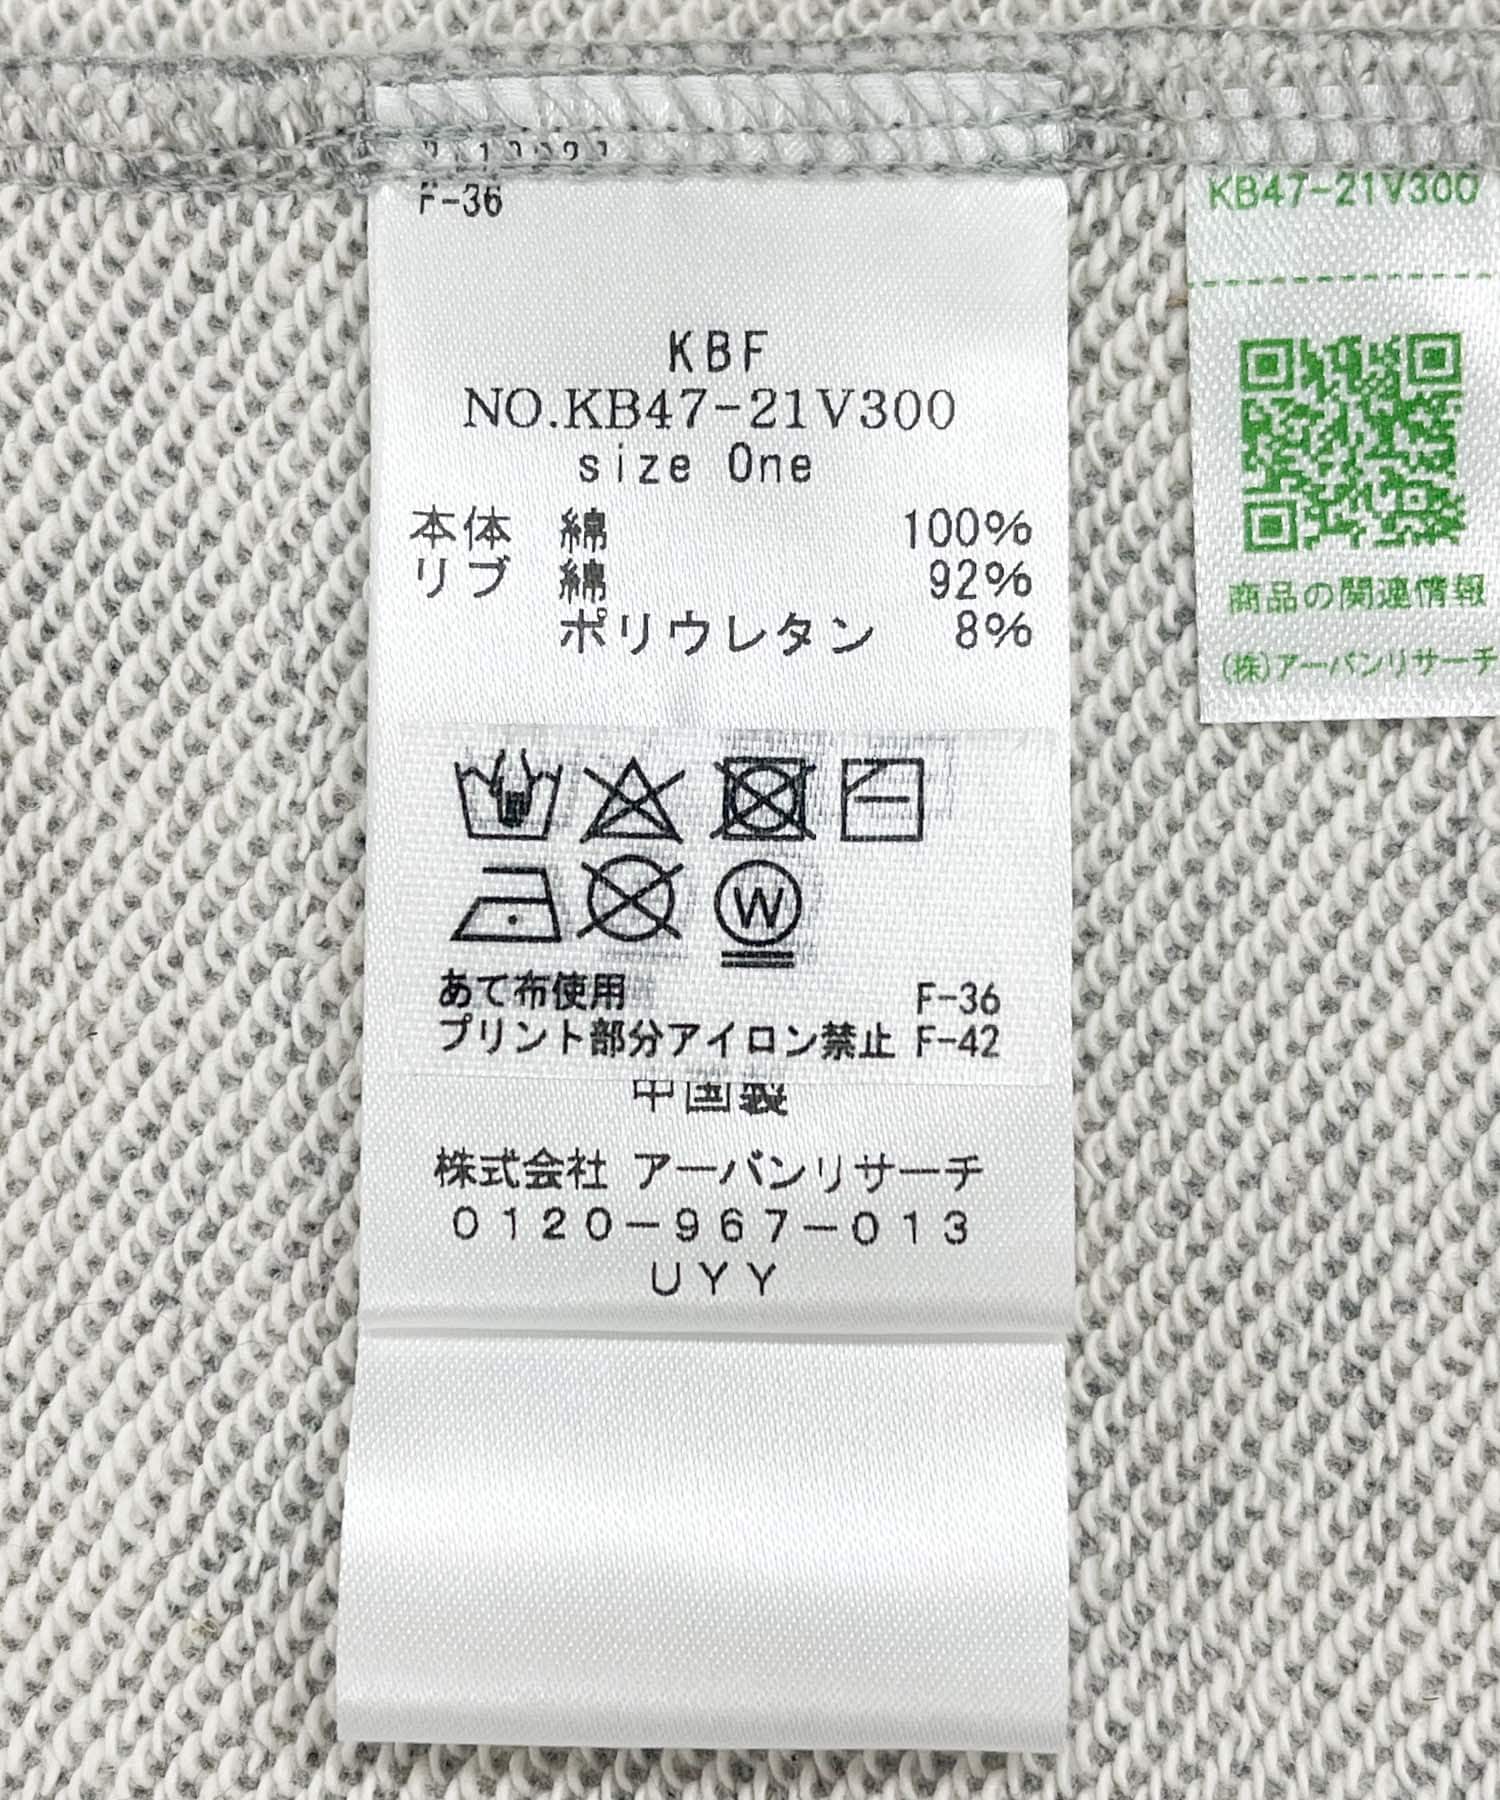 F-36
KBF
NO.KB47-21V300
size One
本体 綿 100%
リブ 綿 92%
ポリウレタン 8%
W
あて布使用 F-36
プリント部分アイロン禁止 F-42
中国製
株式会社 アーバンリサーチ
0120-967-013
UYY
KB47-21V300
商品の関連情報
(株)アーバンリサーチ